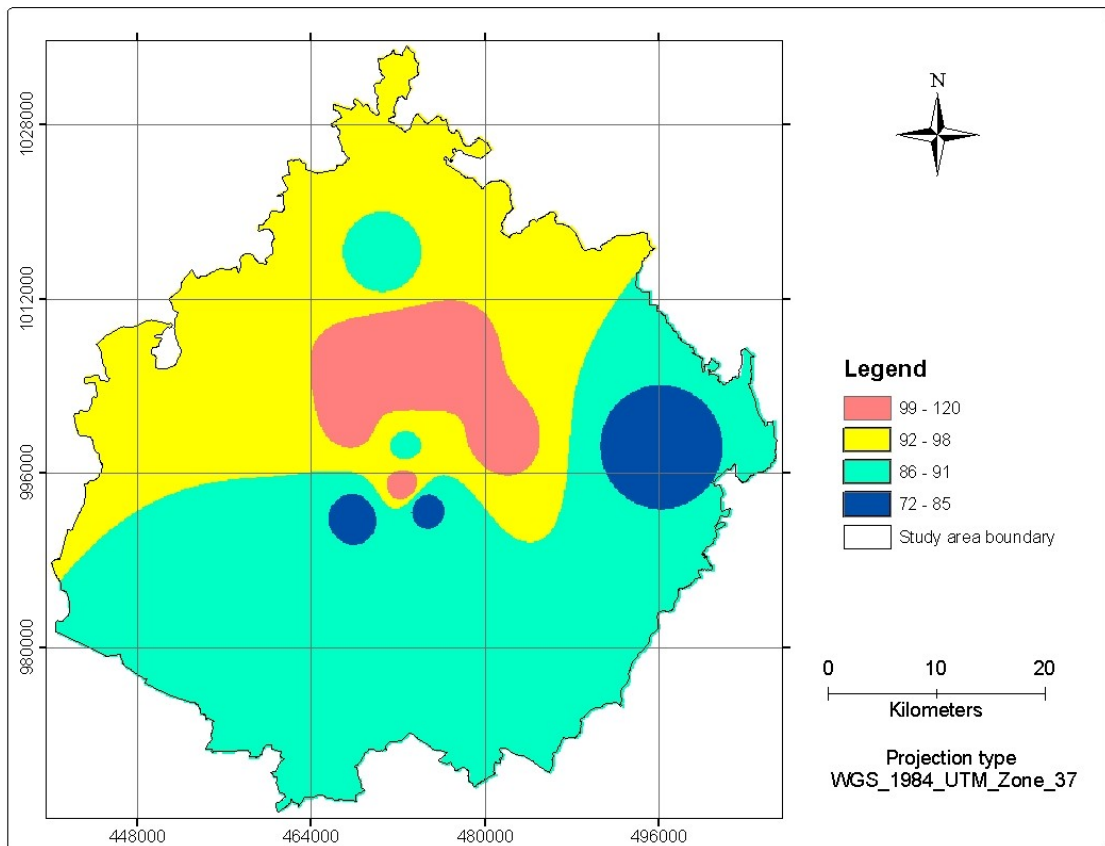 N
1028000
1012000
996000
980000
448000
464000
480000
496000
Legend
99 - 120
92 - 98
86 - 91
72 - 85
Study area boundary
0 10 20
Kilometers
Projection type
WGS_1984_UTM_Zone_37